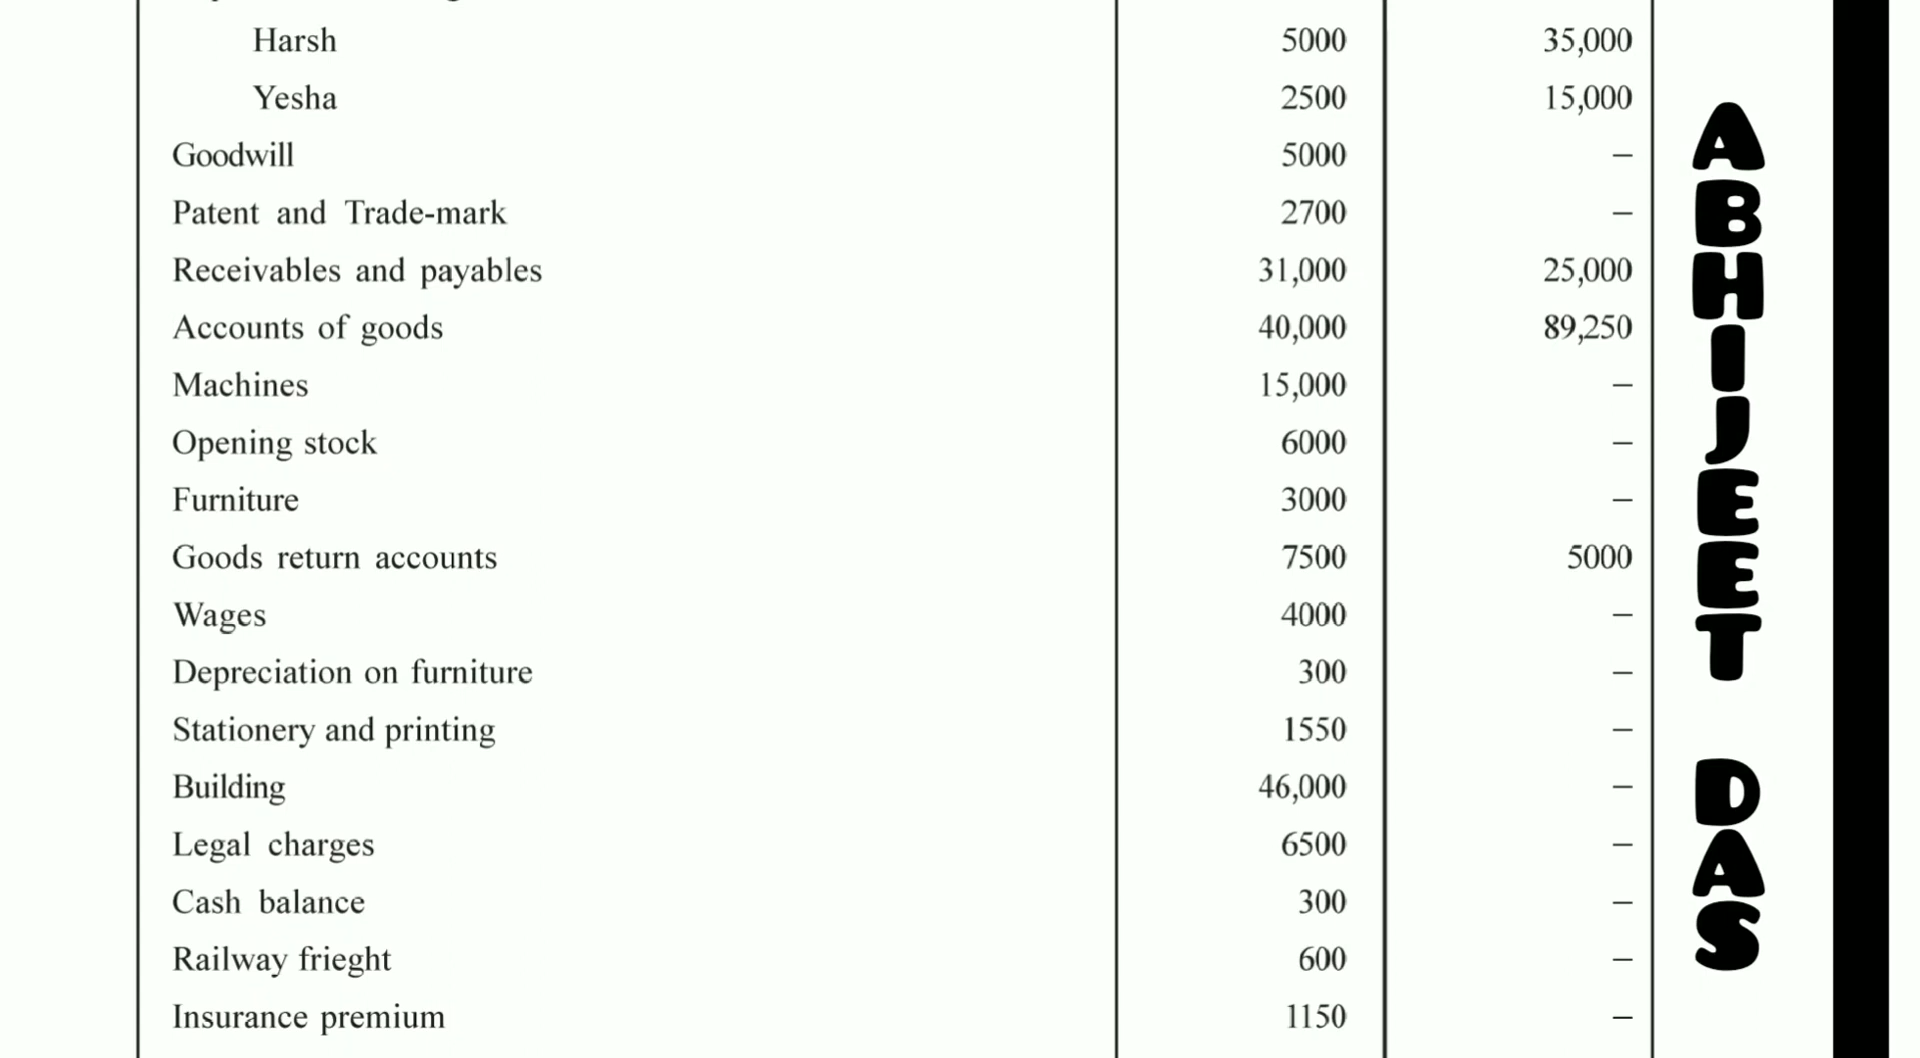 Harsh 5000 35,000
Yesha 2500 15,000
Goodwill 5000 –
Patent and Trade-mark 2700 –
Receivables and payables 31,000 25,000
Accounts of goods 40,000 89,250
Machines 15,000 –
Opening stock 6000 –
Furniture 3000 –
Goods return accounts 7500 5000
Wages 4000 –
Depreciation on furniture 300 –
Stationery and printing 1550 –
Building 46,000 –
Legal charges 6500 –
Cash balance 300 –
Railway frieght 600 –
Insurance premium 1150 –
ABHIJEET DAS